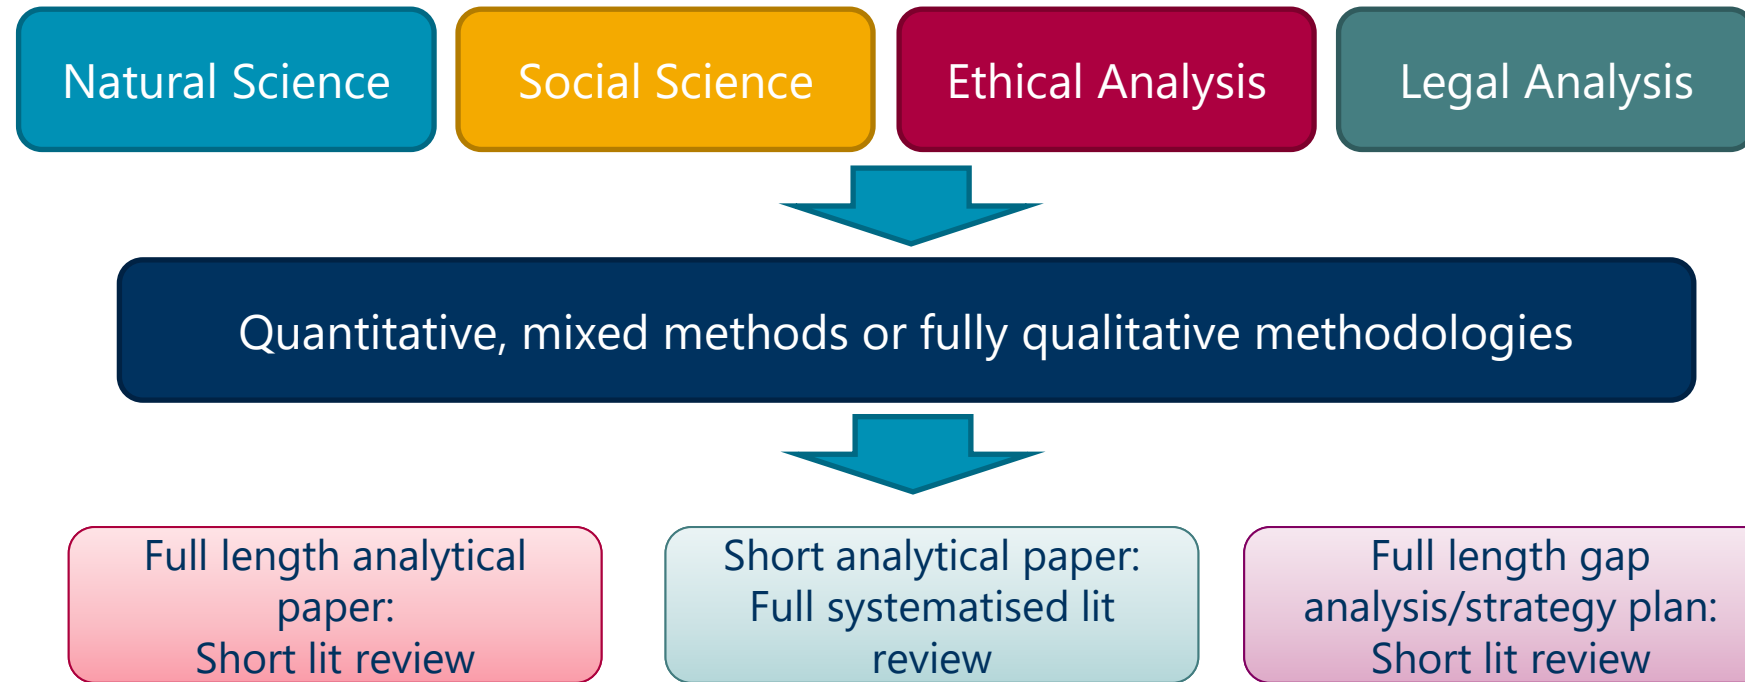 Natural Science
Social Science
Ethical Analysis
Legal Analysis
Quantitative, mixed methods or fully qualitative methodologies
Full length analytical
paper:
Short lit review
Short analytical paper:
Full systematised lit
review
Full length gap
analysis/strategy plan:
Short lit review